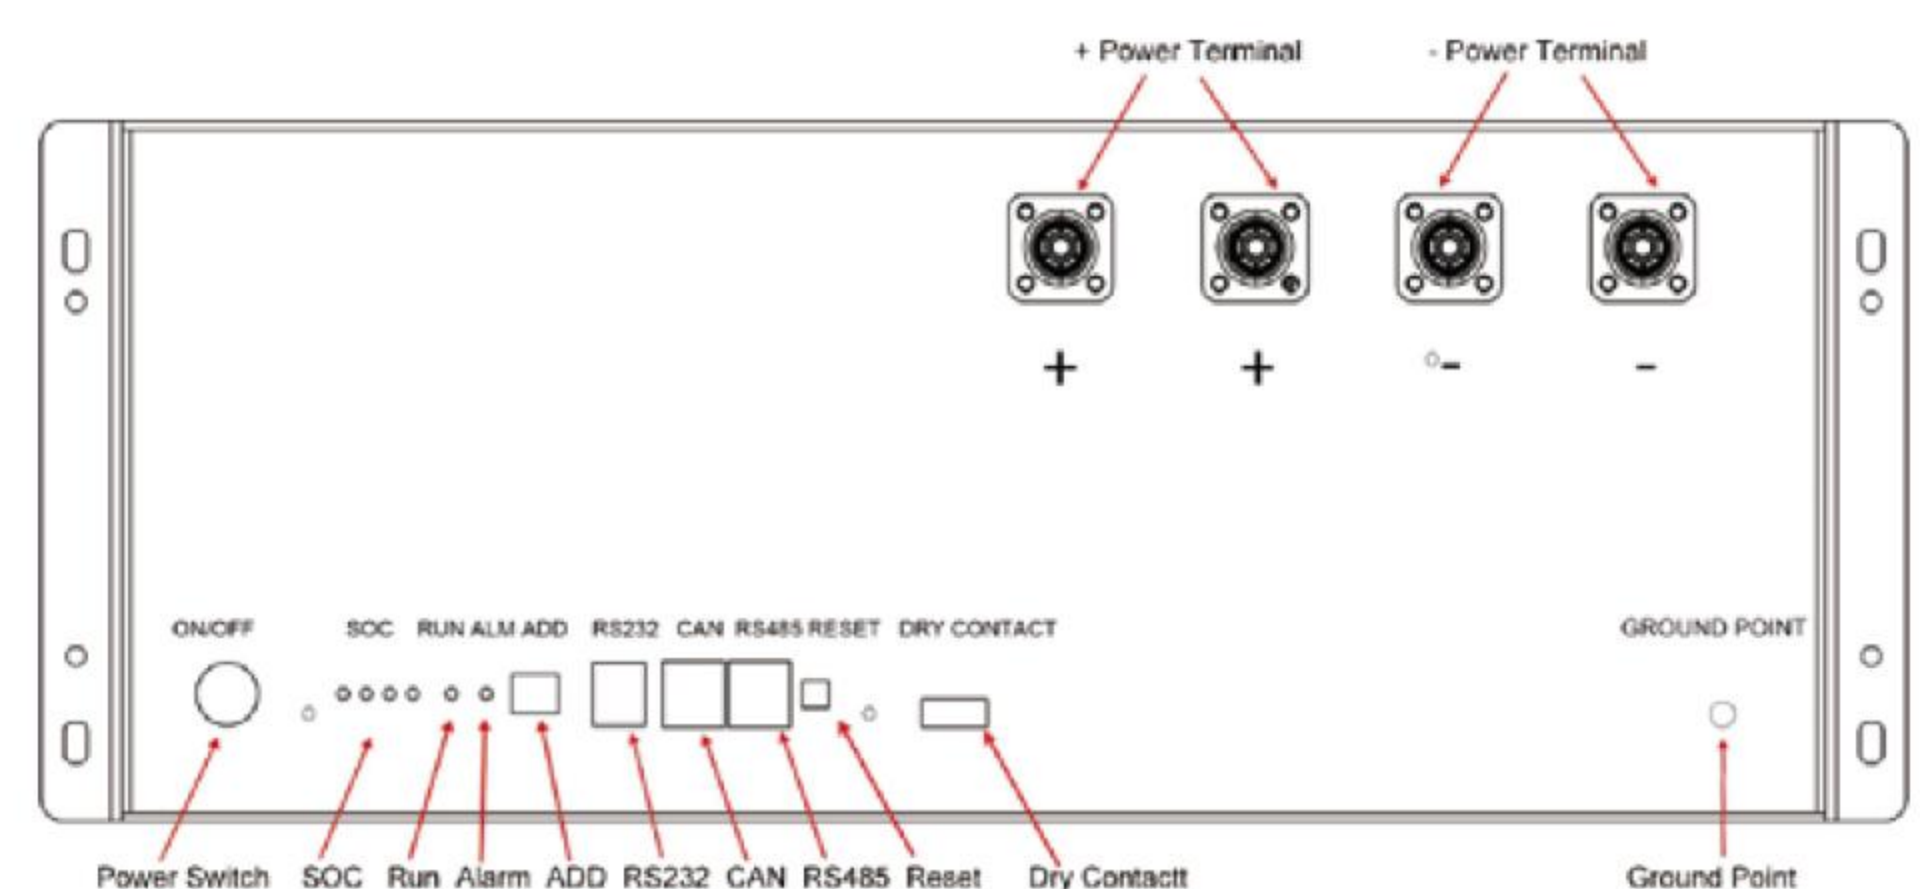 + Power Terminal - Power Terminal
+ + - -
ON/OFF SOC RUN ALM ADD RS232 CAN RS485 RESET DRY CONTACT GROUND POINT
Power Switch SOC Run Alarm ADD RS232 CAN RS485 Reset Dry Contactt Ground Point